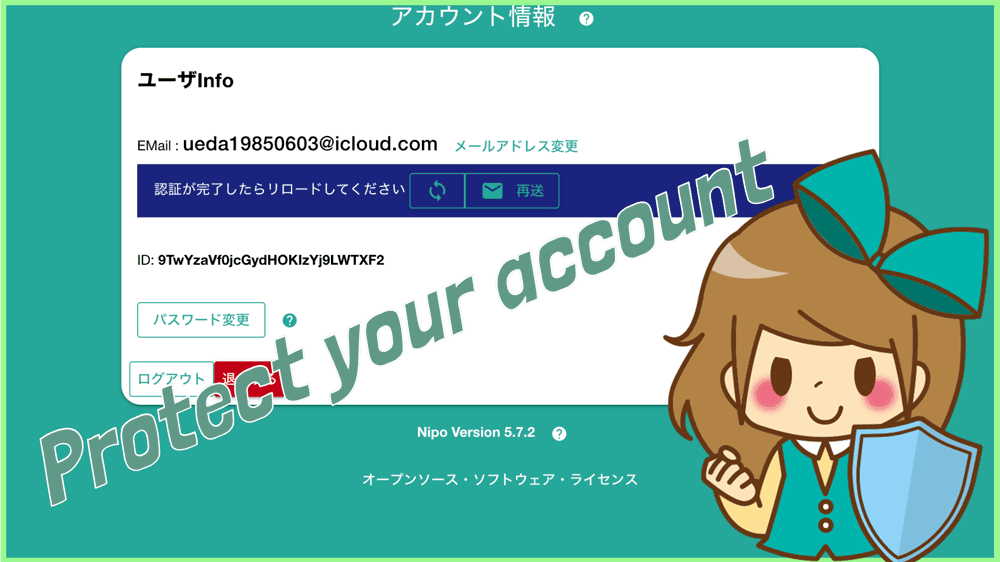 アカウント情報 ?
ユーザInfo
EMail : ueda19850603@icloud.com メールアドレス変更
認証が完了したらリロードしてください 再送
ID: 9TwYzaVf0jcGydHOKIzYj9LWTXF2
パスワード変更 ?
ログアウト
Protect your account
Nipo Version 5.7.2 ?
オープンソース・ソフトウェア・ライセンス